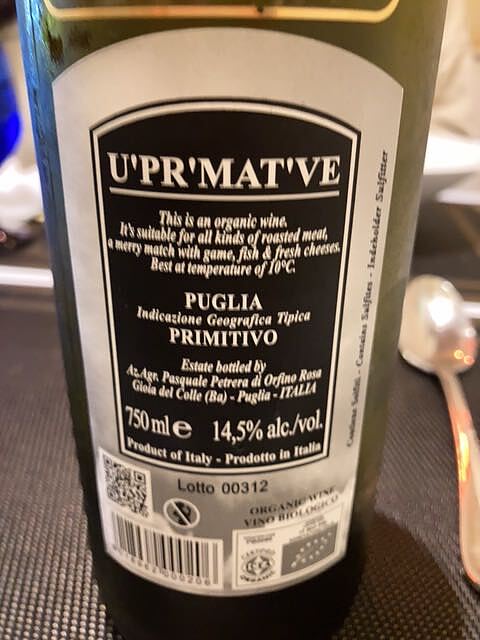 U'PR'MAT'VE
This is an organic wine.
It's suitable for all kinds of roasted meat,
a merry match with game, fish & fresh cheeses.
Best at temperature of 10°C.
PUGLIA
Indicazione Geografica Tipica
PRIMITIVO
Estate bottled by
Az.Agr. Pasquale Petrera di Orfino Rosa
Gioia del Colle (Ba) - Puglia - ITALIA
750 ml e 14,5% alc./vol.
Product of Italy - Prodotto in Italia
Contiene Solfiti - Contains Sulfites - Indeholder Sulfitter
Lotto 00312
ORGANIC WINE
VINO BIOLOGICO